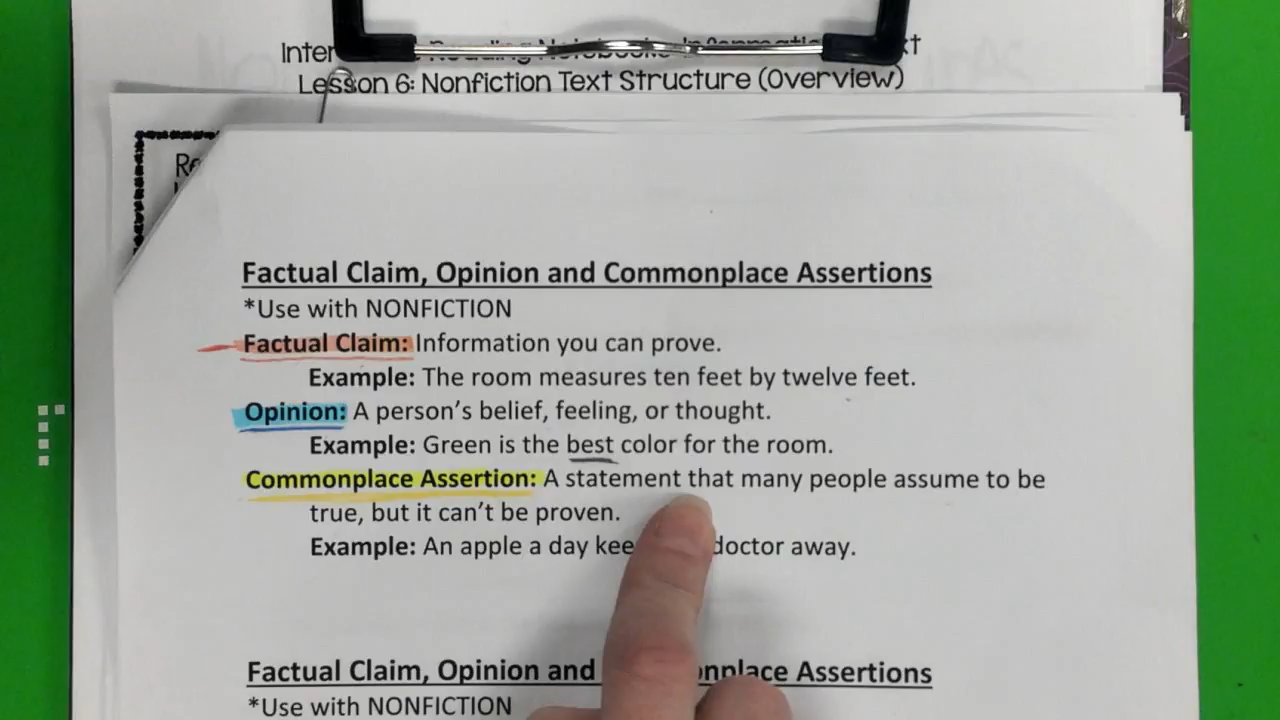 Inter
Lesson 6: Nonfiction Text Structure (Overview)
Re
Factual Claim, Opinion and Commonplace Assertions
*Use with NONFICTION
Factual Claim: Information you can prove.
Example: The room measures ten feet by twelve feet.
Opinion: A person's belief, feeling, or thought.
Example: Green is the best color for the room.
Commonplace Assertion: A statement that many people assume to be
true, but it can't be proven.
Example: An apple a day kee doctor away.
Factual Claim, Opinion and onplace Assertions
*Use with NONFICTION